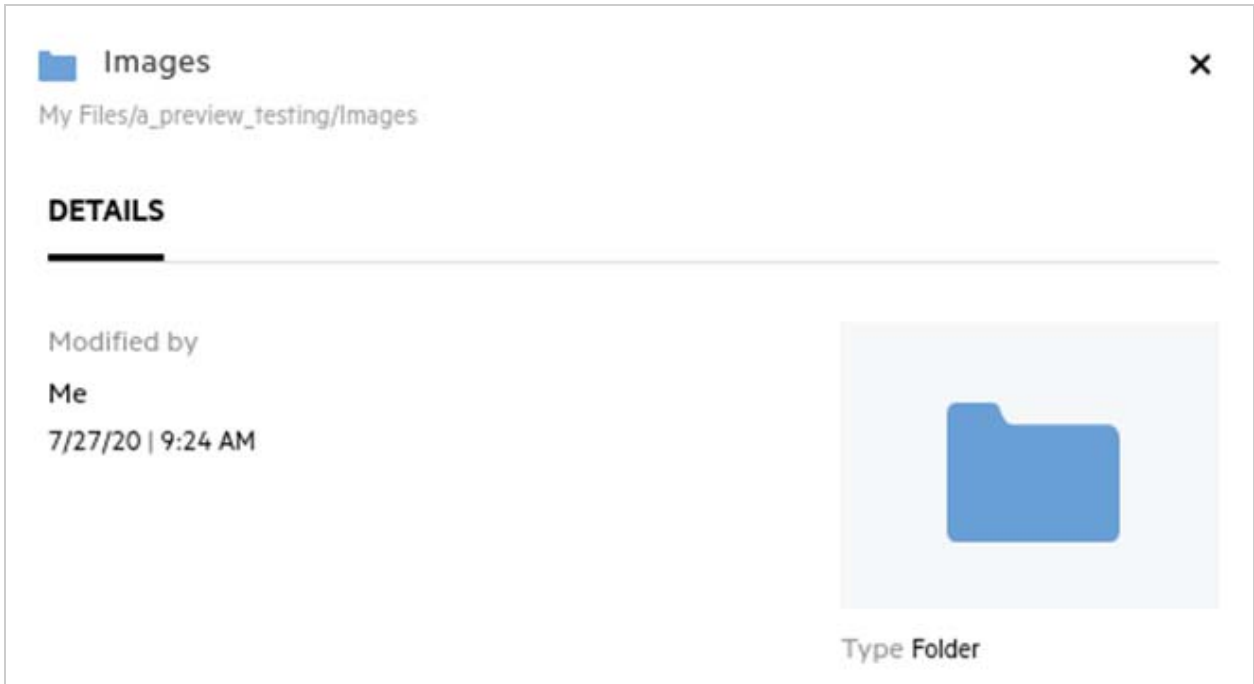 Images
My Files/a_preview_testing/Images
DETAILS
Modified by
Me
7/27/20 | 9:24 AM
Type Folder